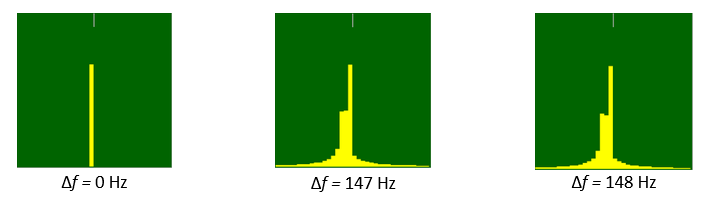 Δf = 0 Hz
Δf = 147 Hz
Δf = 148 Hz